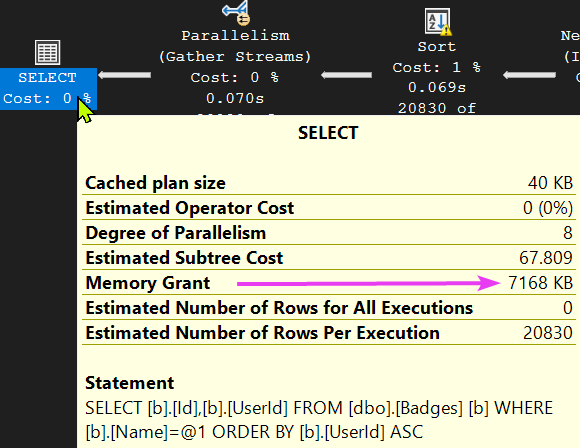 Parallelism
(Gather Streams)
Cost: 0 %
0.070s
Sort
Cost: 1 %
0.069s
20830 of
Ne
(I
SELECT
Cost: 0 %
SELECT
Cached plan size 40 KB
Estimated Operator Cost 0 (0%)
Degree of Parallelism 8
Estimated Subtree Cost 67.809
Memory Grant 7168 KB
Estimated Number of Rows for All Executions 0
Estimated Number of Rows Per Execution 20830
Statement
SELECT [b].[Id],[b].[UserId] FROM [dbo].[Badges] [b] WHERE
[b].[Name]=@1 ORDER BY [b].[UserId] ASC